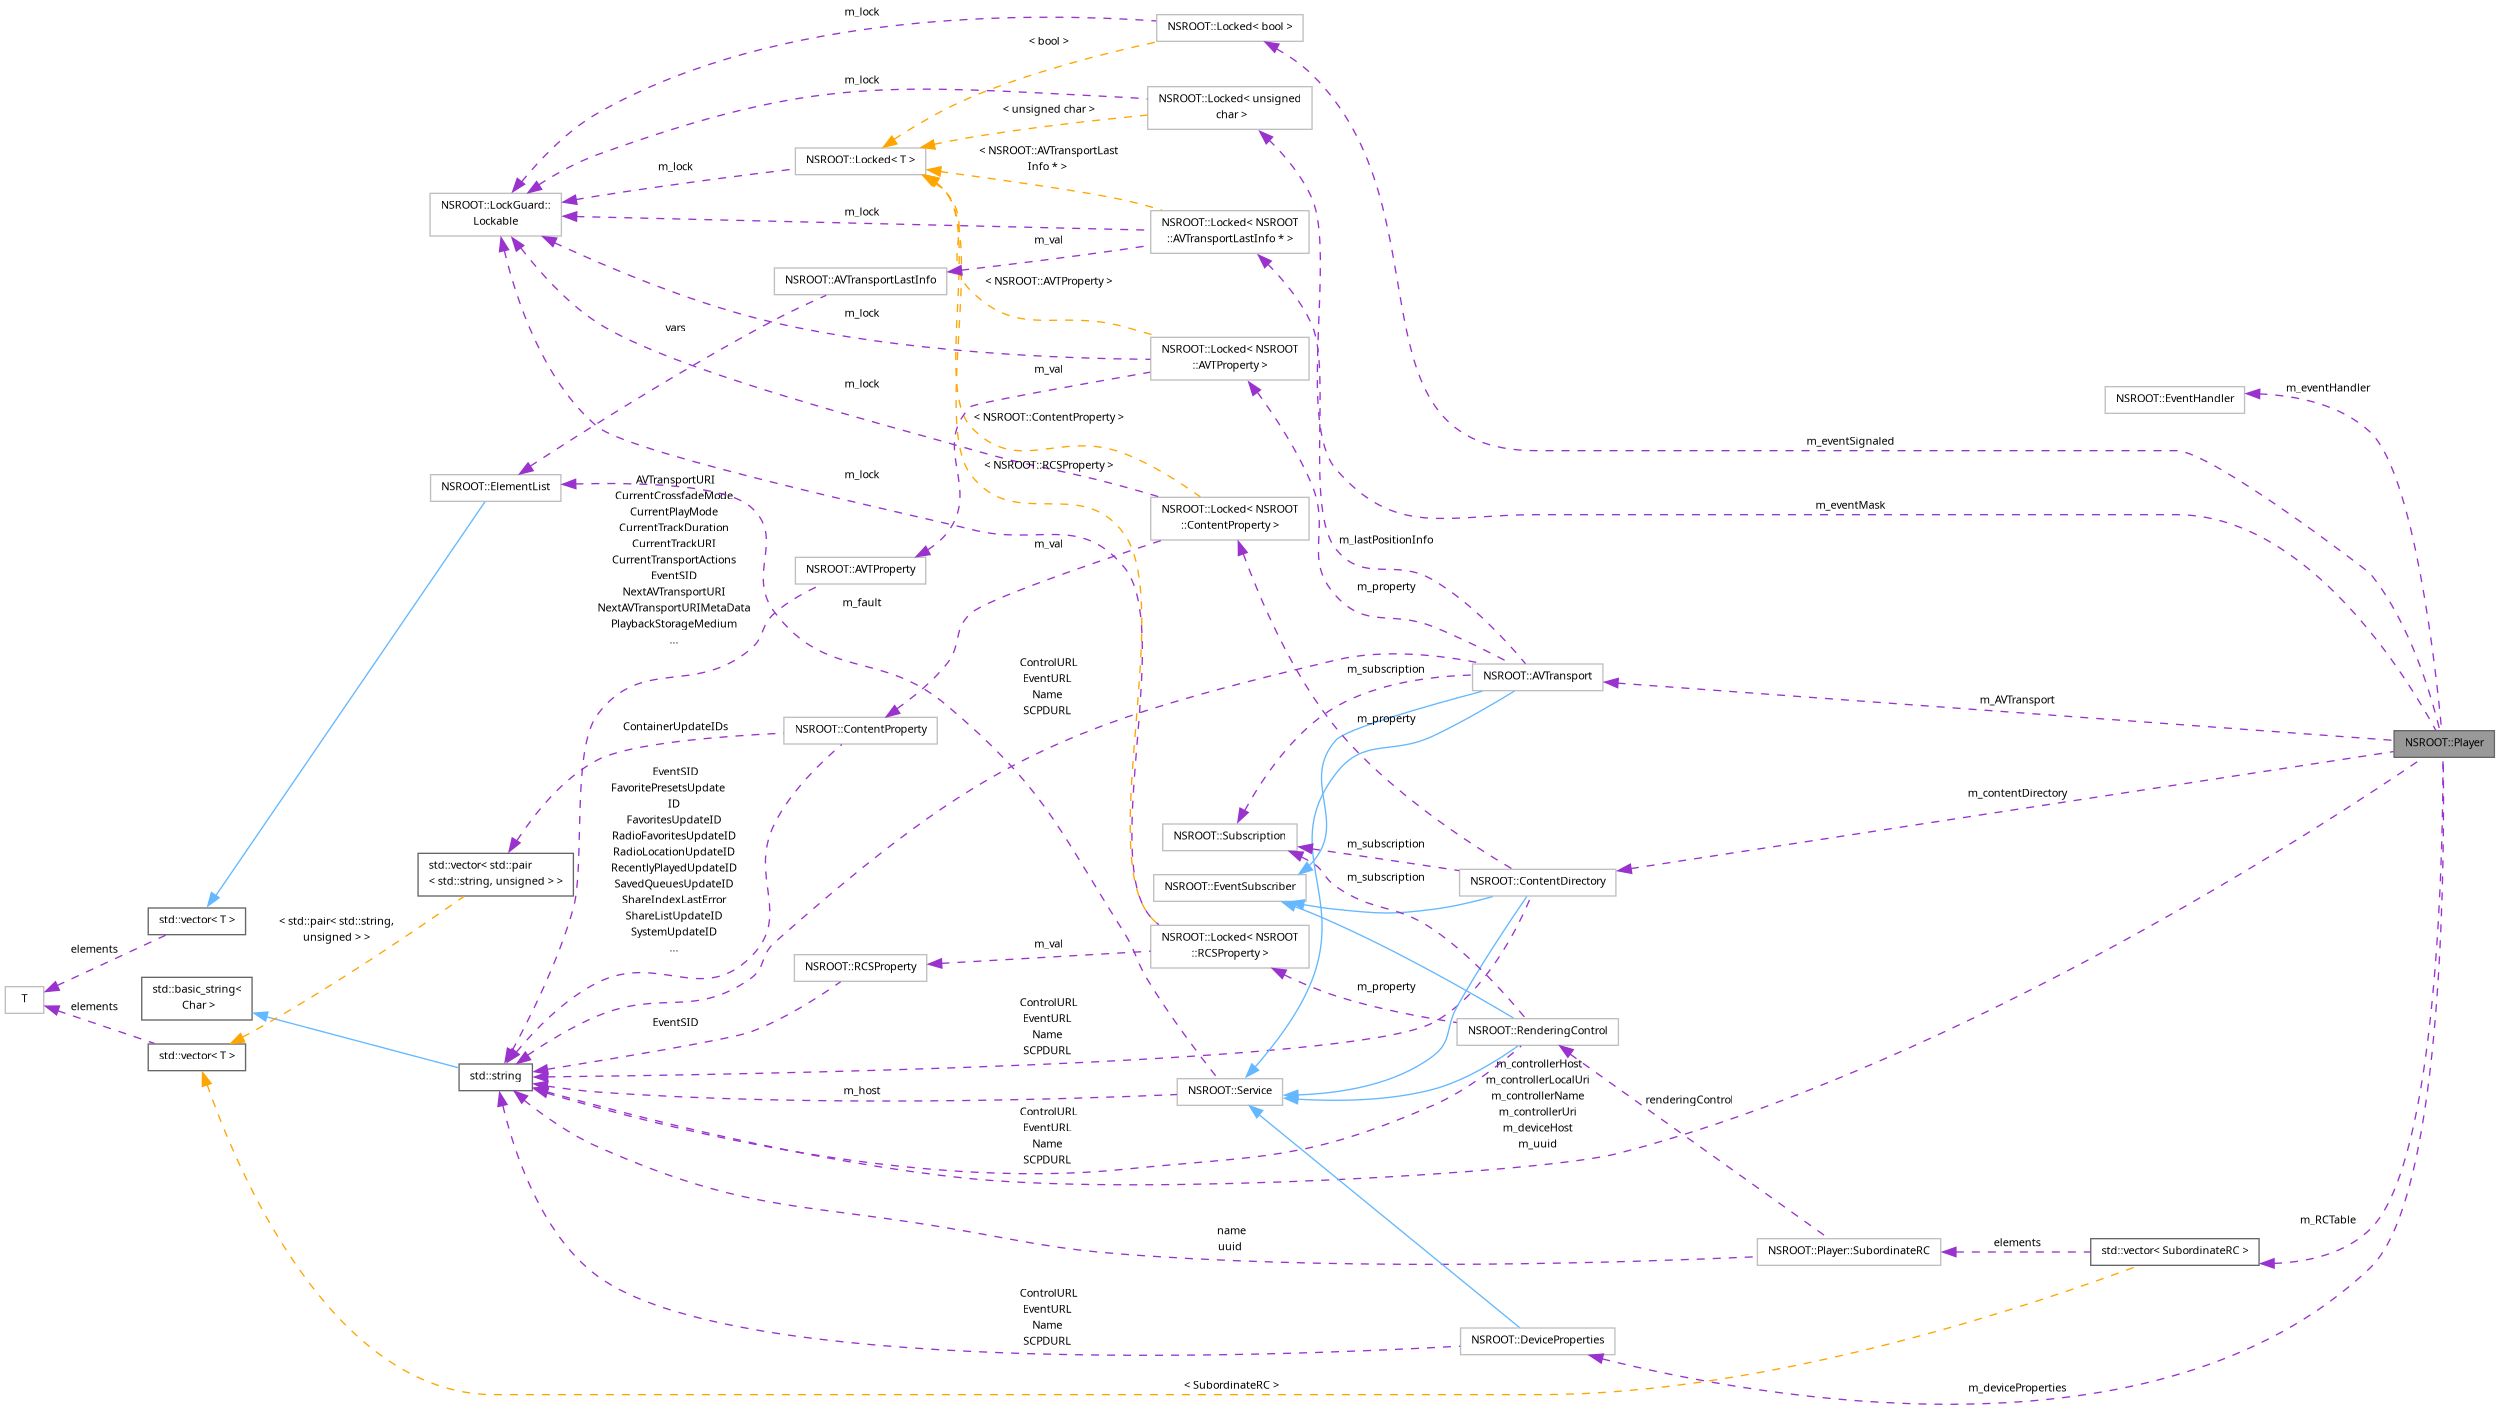 m_lock
NSROOT::Locked< bool >
< bool >
m_lock
NSROOT::Locked< unsigned
char >
< unsigned char >
NSROOT::Locked< T >
< NSROOT::AVTransportLast
Info * >
m_lock
NSROOT::LockGuard::
Lockable
m_lock
NSROOT::Locked< NSROOT
::AVTransportLastInfo * >
m_val
NSROOT::AVTransportLastInfo
< NSROOT::AVTProperty >
m_lock
vars
NSROOT::Locked< NSROOT
::AVTProperty >
m_val
m_lock
NSROOT::EventHandler
m_eventHandler
< NSROOT::ContentProperty >
m_eventSignaled
< NSROOT::RCSProperty >
m_lock
NSROOT::ElementList
AVTransportURI
CurrentCrossfadeMode
CurrentPlayMode
CurrentTrackDuration
CurrentTrackURI
CurrentTransportActions
EventSID
NextAVTransportURI
NextAVTransportURIMetaData
PlaybackStorageMedium
...
NSROOT::Locked< NSROOT
::ContentProperty >
m_eventMask
m_val
m_lastPositionInfo
NSROOT::AVTProperty
m_property
m_fault
ControlURL
EventURL
Name
SCPDURL
m_subscription
NSROOT::AVTransport
m_AVTransport
m_property
ContainerUpdateIDs
NSROOT::ContentProperty
NSROOT::Player
EventSID
FavoritePresetsUpdate
ID
FavoritesUpdateID
RadioFavoritesUpdateID
RadioLocationUpdateID
RecentlyPlayedUpdateID
SavedQueuesUpdateID
ShareIndexLastError
ShareListUpdateID
SystemUpdateID
...
m_contentDirectory
NSROOT::Subscription
m_subscription
std::vector< std::pair
< std::string, unsigned > >
m_subscription
NSROOT::EventSubscriber
NSROOT::ContentDirectory
std::vector< T >
< std::pair< std::string,
unsigned > >
elements
NSROOT::Locked< NSROOT
::RCSProperty >
m_val
NSROOT::RCSProperty
m_property
T
std::basic_string<
Char >
elements
EventSID
ControlURL
EventURL
Name
SCPDURL
NSROOT::RenderingControl
std::vector< T >
std::string
m_host
NSROOT::Service
m_controllerHost
m_controllerLocalUri
m_controllerName
m_controllerUri
m_deviceHost
m_uuid
renderingControl
ControlURL
EventURL
Name
SCPDURL
m_RCTable
name
uuid
NSROOT::Player::SubordinateRC
elements
std::vector< SubordinateRC >
ControlURL
EventURL
Name
SCPDURL
NSROOT::DeviceProperties
< SubordinateRC >
m_deviceProperties